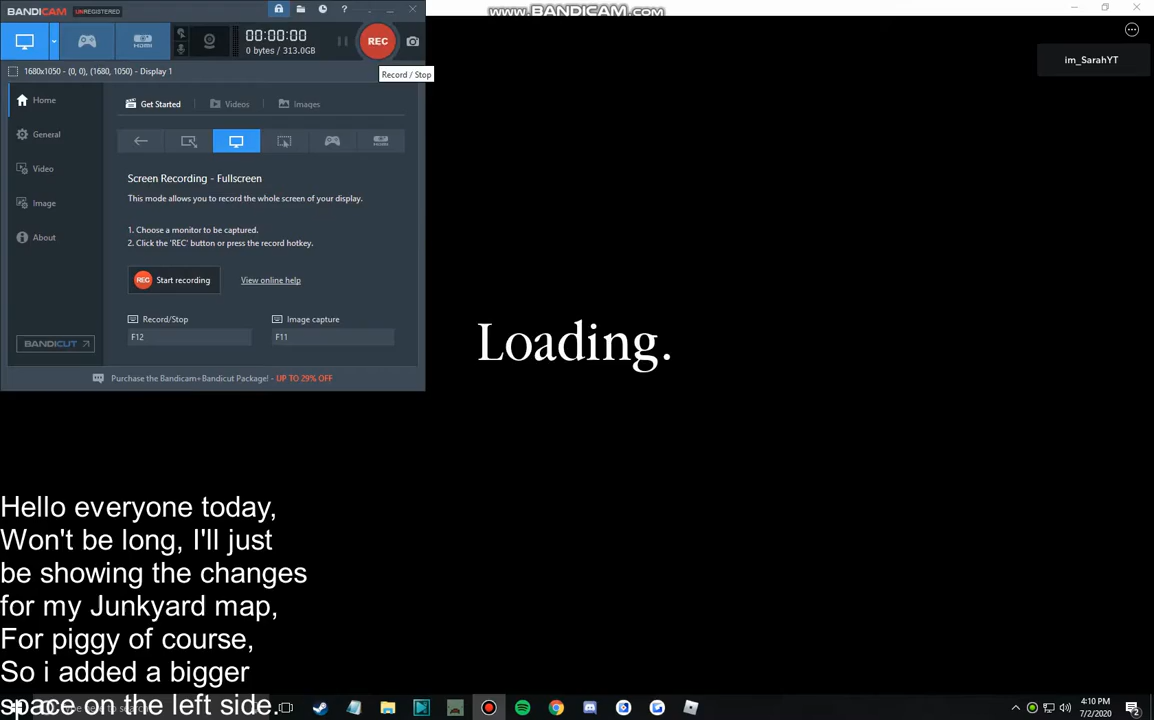 BANDICAM UNREGISTERED
00:00:00
0 bytes / 313.0GB
REC
www.BANDICAM.com
im_SarahYT
Record / Stop
1680x1050 - (0, 0), (1680, 1050) - Display 1
Home
General
Video
Image
About
BANDICUT
Get Started
Videos
Images
HDMI
Screen Recording - Fullscreen
This mode allows you to record the whole screen of your display.
1. Choose a monitor to be captured.
2. Click the 'REC' button or press the record hotkey.
REC Start recording
View online help
Record/Stop
Image capture
F12
F11
Purchase the Bandicam+Bandicut Package! - UP TO 29% OFF
Loading.
Hello everyone today,
Won't be long, I'll just
be showing the changes
for my Junkyard map,
For piggy of course,
So i added a bigger
space on the left side.
4:10 PM
7/2/2020
2